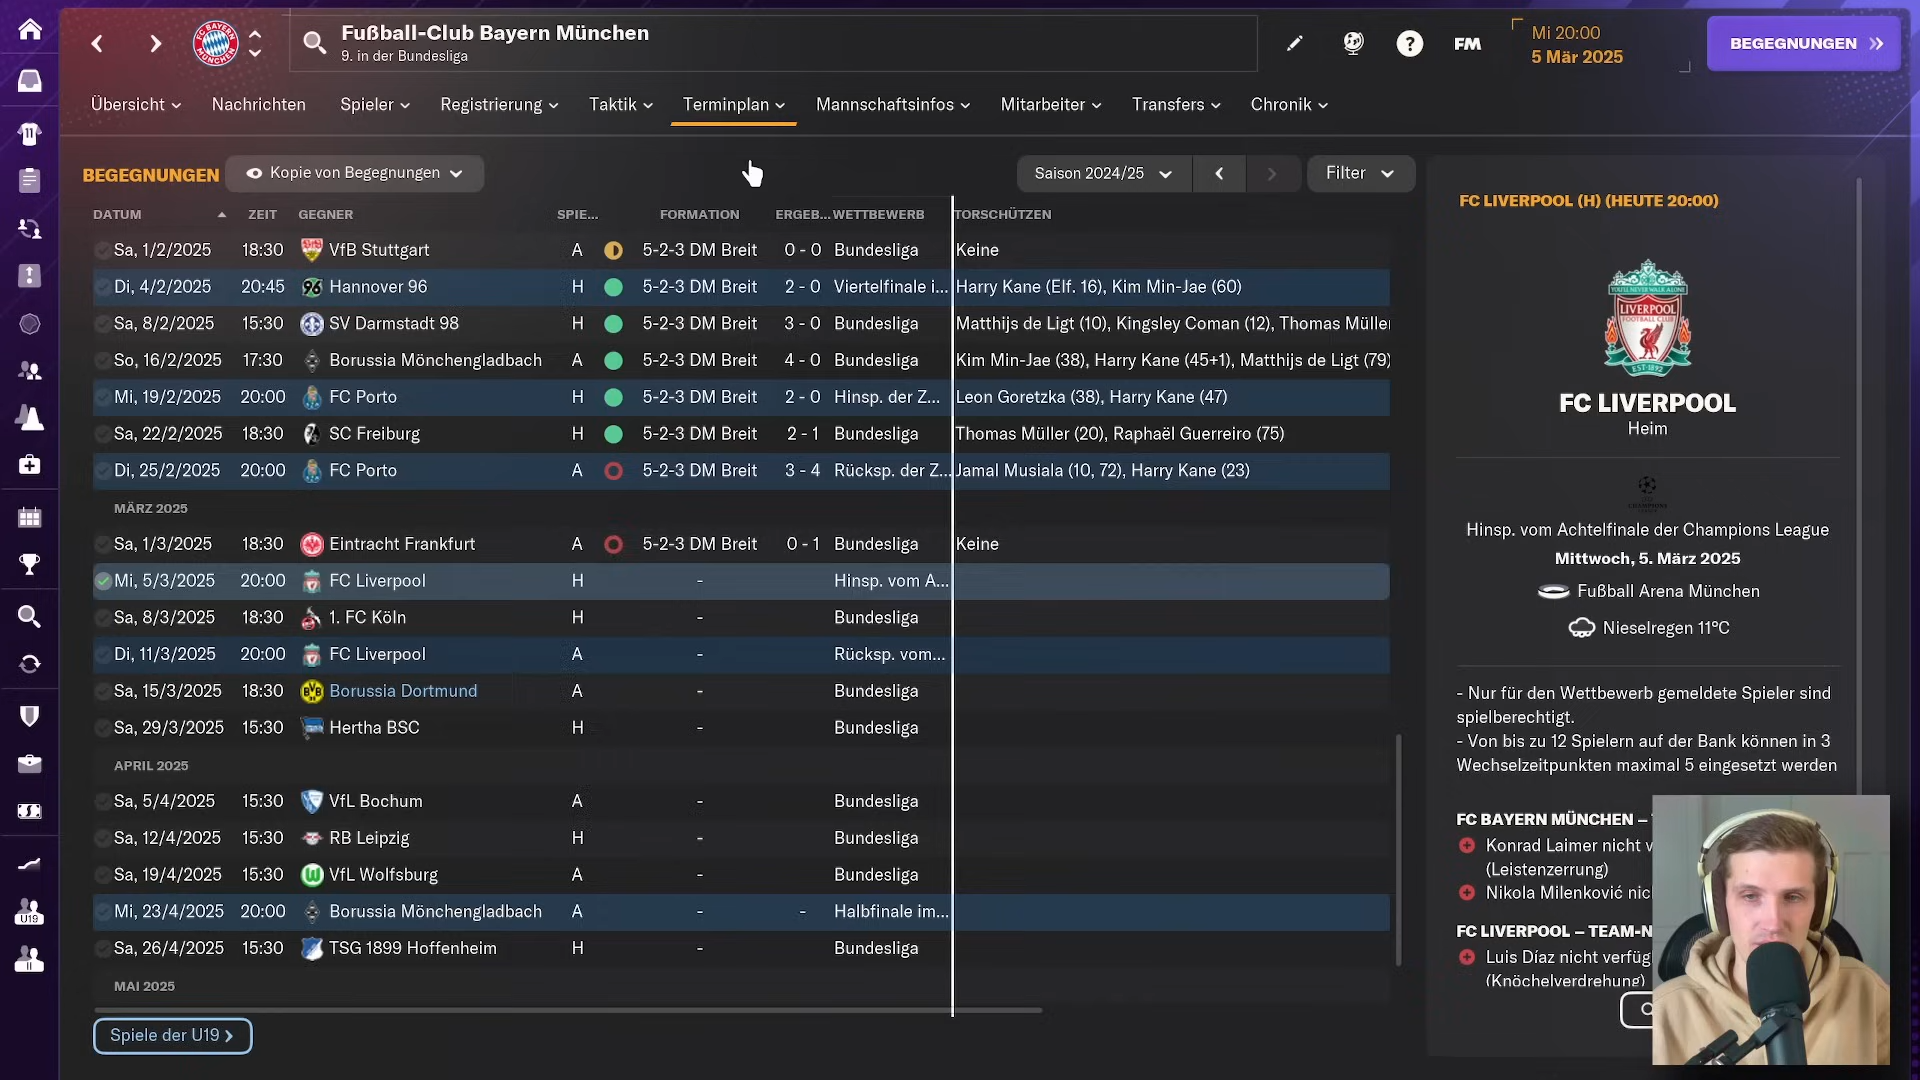 Fußball-Club Bayern München
9. in der Bundesliga
FM
Mi 20:00
5 Mär 2025
BEGEGNUNGEN
Übersicht
Nachrichten
Spieler
Registrierung
Taktik
Terminplan
Mannschaftsinfos
Mitarbeiter
Transfers
Chronik
BEGEGNUNGEN
Kopie von Begegnungen
Saison 2024/25
Filter
DATUM ZEIT GEGNER SPIE... FORMATION ERGEB... WETTBEWERB TORSCHÜTZEN
Sa, 1/2/2025 18:30 VfB Stuttgart A 5-2-3 DM Breit 0 - 0 Bundesliga Keine
Di, 4/2/2025 20:45 Hannover 96 H 5-2-3 DM Breit 2 - 0 Viertelfinale i... Harry Kane (Elf. 16), Kim Min-Jae (60)
Sa, 8/2/2025 15:30 SV Darmstadt 98 H 5-2-3 DM Breit 3 - 0 Bundesliga Matthijs de Ligt (10), Kingsley Coman (12), Thomas Müller
So, 16/2/2025 17:30 Borussia Mönchengladbach A 5-2-3 DM Breit 4 - 0 Bundesliga Kim Min-Jae (38), Harry Kane (45+1), Matthijs de Ligt (79)
Mi, 19/2/2025 20:00 FC Porto H 5-2-3 DM Breit 2 - 0 Hinsp. der Z... Leon Goretzka (38), Harry Kane (47)
Sa, 22/2/2025 18:30 SC Freiburg H 5-2-3 DM Breit 2 - 1 Bundesliga Thomas Müller (20), Raphaël Guerreiro (75)
Di, 25/2/2025 20:00 FC Porto A 5-2-3 DM Breit 3 - 4 Rücksp. der Z... Jamal Musiala (10, 72), Harry Kane (23)
MÄRZ 2025
Sa, 1/3/2025 18:30 Eintracht Frankfurt A 5-2-3 DM Breit 0 - 1 Bundesliga Keine
Mi, 5/3/2025 20:00 FC Liverpool H - Hinsp. vom A...
Sa, 8/3/2025 18:30 1. FC Köln H - Bundesliga
Di, 11/3/2025 20:00 FC Liverpool A - Rücksp. vom...
Sa, 15/3/2025 18:30 Borussia Dortmund A - Bundesliga
Sa, 29/3/2025 15:30 Hertha BSC H - Bundesliga
APRIL 2025
Sa, 5/4/2025 15:30 VfL Bochum A - Bundesliga
Sa, 12/4/2025 15:30 RB Leipzig H - Bundesliga
Sa, 19/4/2025 15:30 VfL Wolfsburg A - Bundesliga
Mi, 23/4/2025 20:00 Borussia Mönchengladbach A - - Halbfinale im...
Sa, 26/4/2025 15:30 TSG 1899 Hoffenheim H - Bundesliga
MAI 2025
Spiele der U19
FC LIVERPOOL (H) (HEUTE 20:00)
FC LIVERPOOL
Heim
Hinsp. vom Achtelfinale der Champions League
Mittwoch, 5. März 2025
Fußball Arena München
Nieselregen 11°C
- Nur für den Wettbewerb gemeldete Spieler sind
spielberechtigt.
- Von bis zu 12 Spielern auf der Bank können in 3
Wechselzeitpunkten maximal 5 eingesetzt werden
FC BAYERN MÜNCHEN –
Konrad Laimer nicht v
(Leistenzerrung)
Nikola Milenković nic
FC LIVERPOOL – TEAM-N
Luis Díaz nicht verfüg
(Knöchelverdrehung)